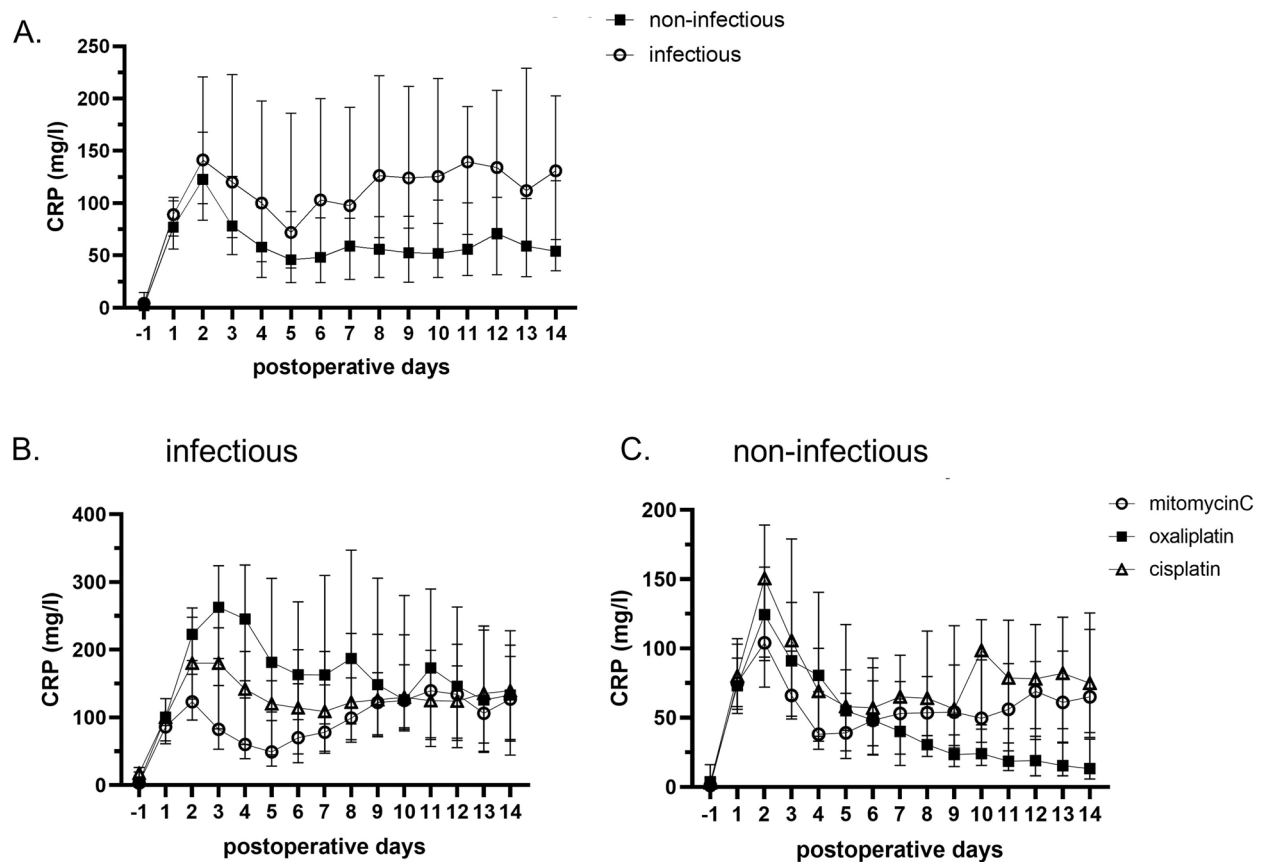 A.
non-infectious
infectious
250
200
150
100
50
0
CRP (mg/l)
-1 1 2 3 4 5 6 7 8 9 10 11 12 13 14
postoperative days
B. infectious
400
300
200
100
0
CRP (mg/l)
-1 1 2 3 4 5 6 7 8 9 10 11 12 13 14
postoperative days
C. non-infectious
mitomycinC
oxaliplatin
cisplatin
200
150
100
50
0
CRP (mg/l)
-1 1 2 3 4 5 6 7 8 9 10 11 12 13 14
postoperative days